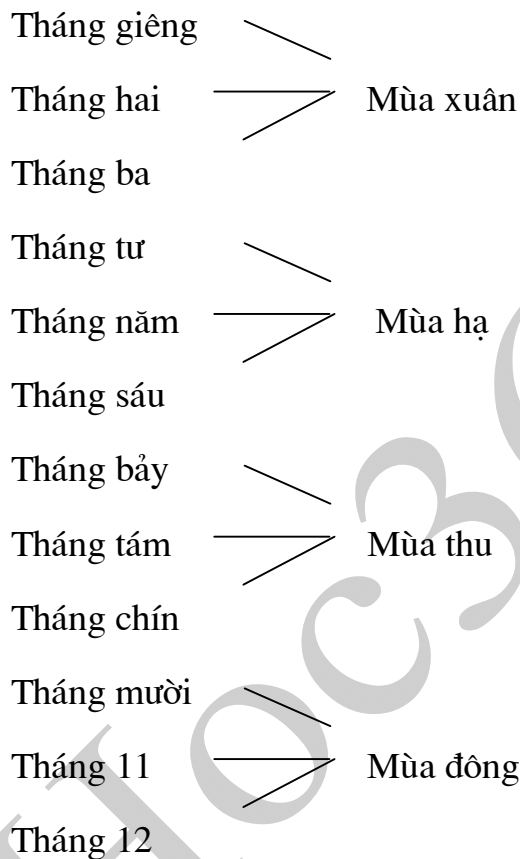 Tháng giêng
Tháng hai Mùa xuân
Tháng ba
Tháng tư
Tháng năm Mùa hạ
Tháng sáu
Tháng bảy
Tháng tám Mùa thu
Tháng chín
Tháng mười
Tháng 11 Mùa đông
Tháng 12
Hoc3